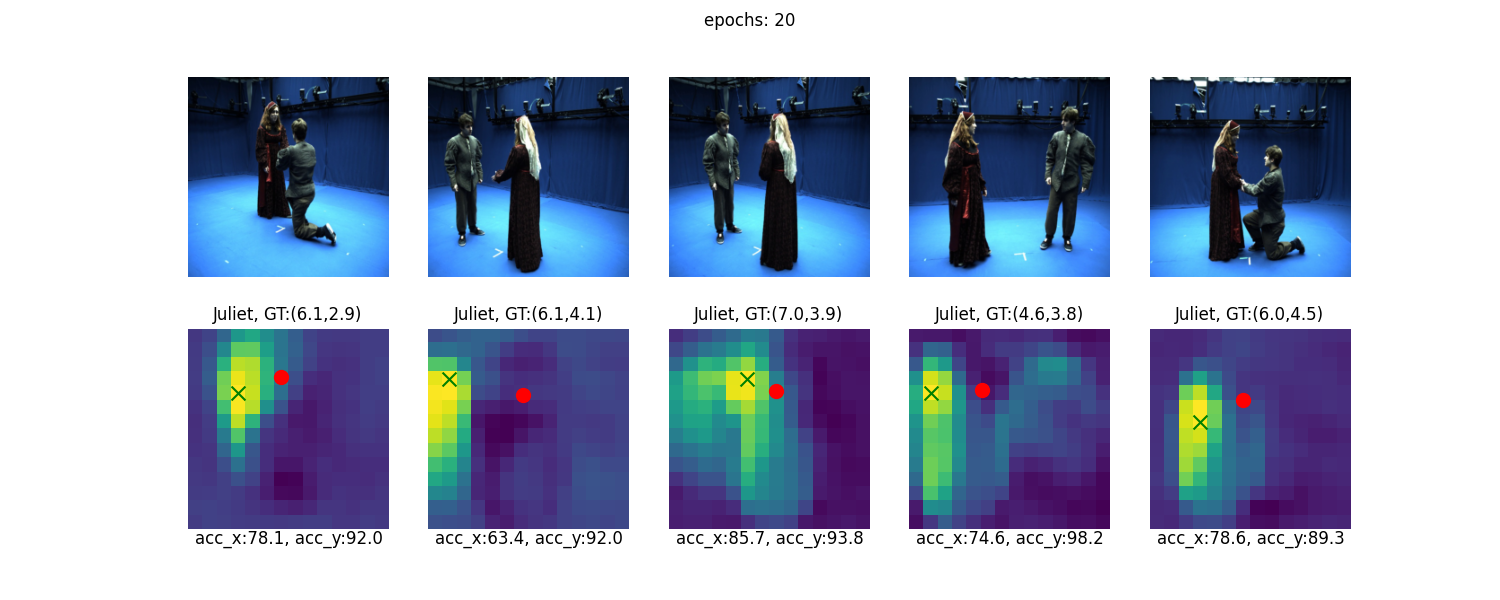 epochs: 20
Juliet, GT:(6.1,2.9)
Juliet, GT:(6.1,4.1)
Juliet, GT:(7.0,3.9)
Juliet, GT:(4.6,3.8)
Juliet, GT:(6.0,4.5)
acc_x:78.1, acc_y:92.0
acc_x:63.4, acc_y:92.0
acc_x:85.7, acc_y:93.8
acc_x:74.6, acc_y:98.2
acc_x:78.6, acc_y:89.3